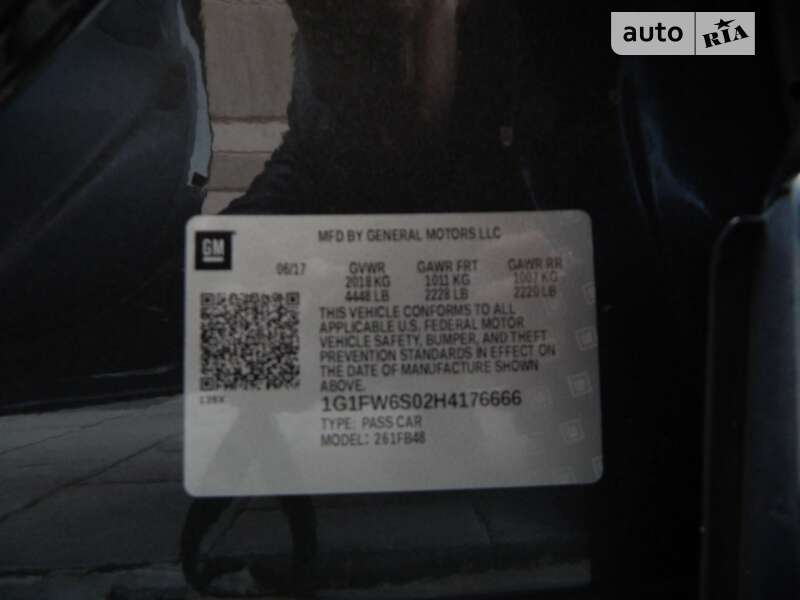 auto RIA
GM
MFD BY GENERAL MOTORS LLC
06/17 GVWR GAWR FRT GAWR RR
2018 KG 1011 KG 1007 KG
4448 LB 2228 LB 2220 LB
THIS VEHICLE CONFORMS TO ALL
APPLICABLE U.S. FEDERAL MOTOR
VEHICLE SAFETY, BUMPER, AND THEFT
PREVENTION STANDARDS IN EFFECT ON
THE DATE OF MANUFACTURE SHOWN
ABOVE.
1G1FW6S02H4176666
TYPE: PASS CAR
MODEL: 261FB48